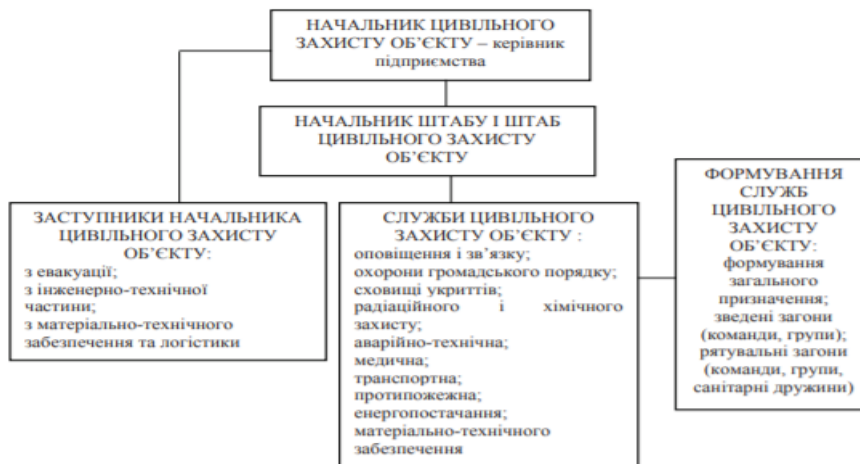 НАЧАЛЬНИК ЦИВІЛЬНОГО
ЗАХИСТУ ОБ’ЄКТУ – керівник
підприємства
НАЧАЛЬНИК ШТАБУ І ШТАБ
ЦИВІЛЬНОГО ЗАХИСТУ
ОБ’ЄКТУ
ЗАСТУПНИКИ НАЧАЛЬНИКА
ЦИВІЛЬНОГО ЗАХИСТУ
ОБ’ЄКТУ:
з евакуації;
з інженерно-технічної
частини;
з матеріально-технічного
забезпечення та логістики
СЛУЖБИ ЦИВІЛЬНОГО
ЗАХИСТУ ОБ’ЄКТУ :
оповіщення і зв’язку;
охорони громадського порядку;
сховищі укриттів;
радіаційного і хімічного
захисту;
аварійно-технічна;
медична;
транспортна;
протипожежна;
енергопостачання;
матеріально-технічного
забезпечення
ФОРМУВАННЯ
СЛУЖБ
ЦИВІЛЬНОГО
ЗАХИСТУ
ОБ’ЄКТУ:
формування
загального
призначення;
зведені загони
(команди, групи);
рятувальні загони
(команди, групи,
санітарні дружини)